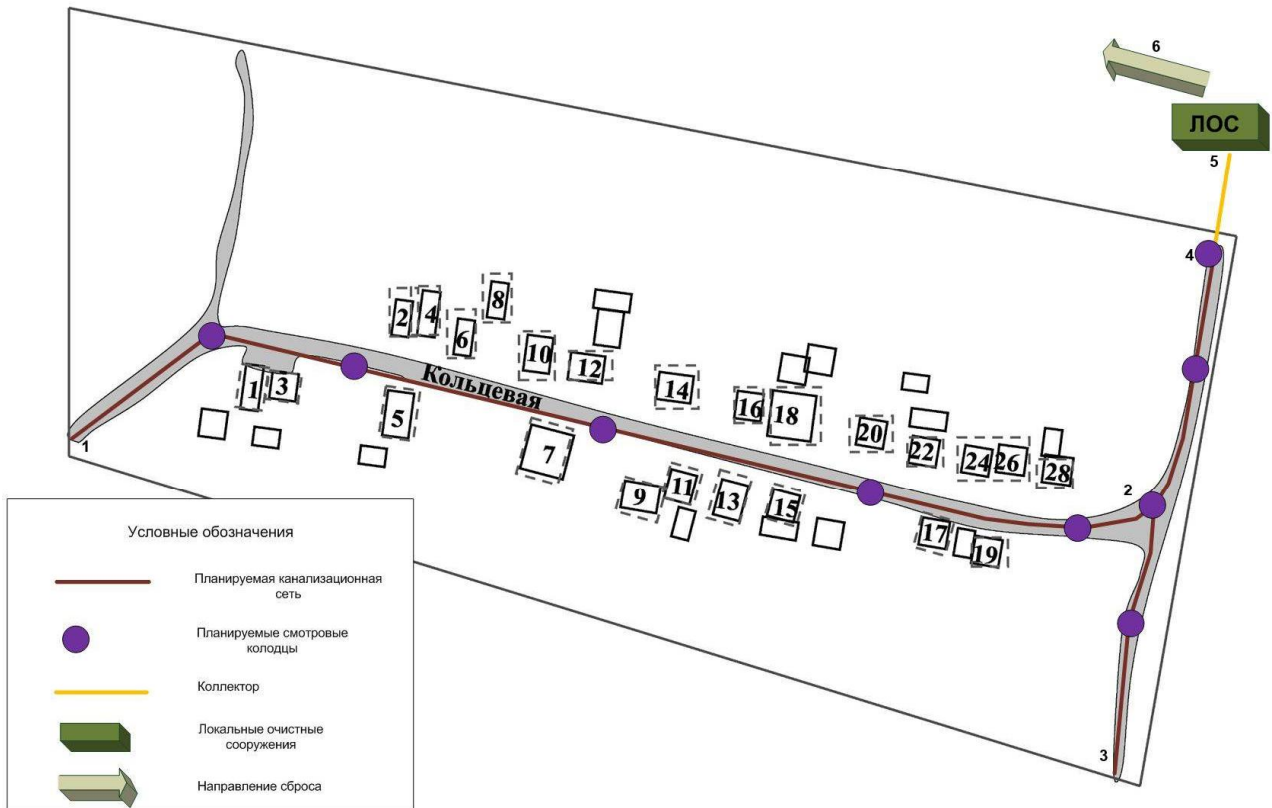 6
ЛОС
5
4
8
2
4
6
10
12
Кольцевая
1
3
5
14
16
18
20
22
24
26
28
7
9
11
13
15
17
19
2
1
3
Условные обозначения
Планируемая канализационная
сеть
Планируемые смотровые
колодцы
Коллектор
Локальные очистные
сооружения
Направление сброса